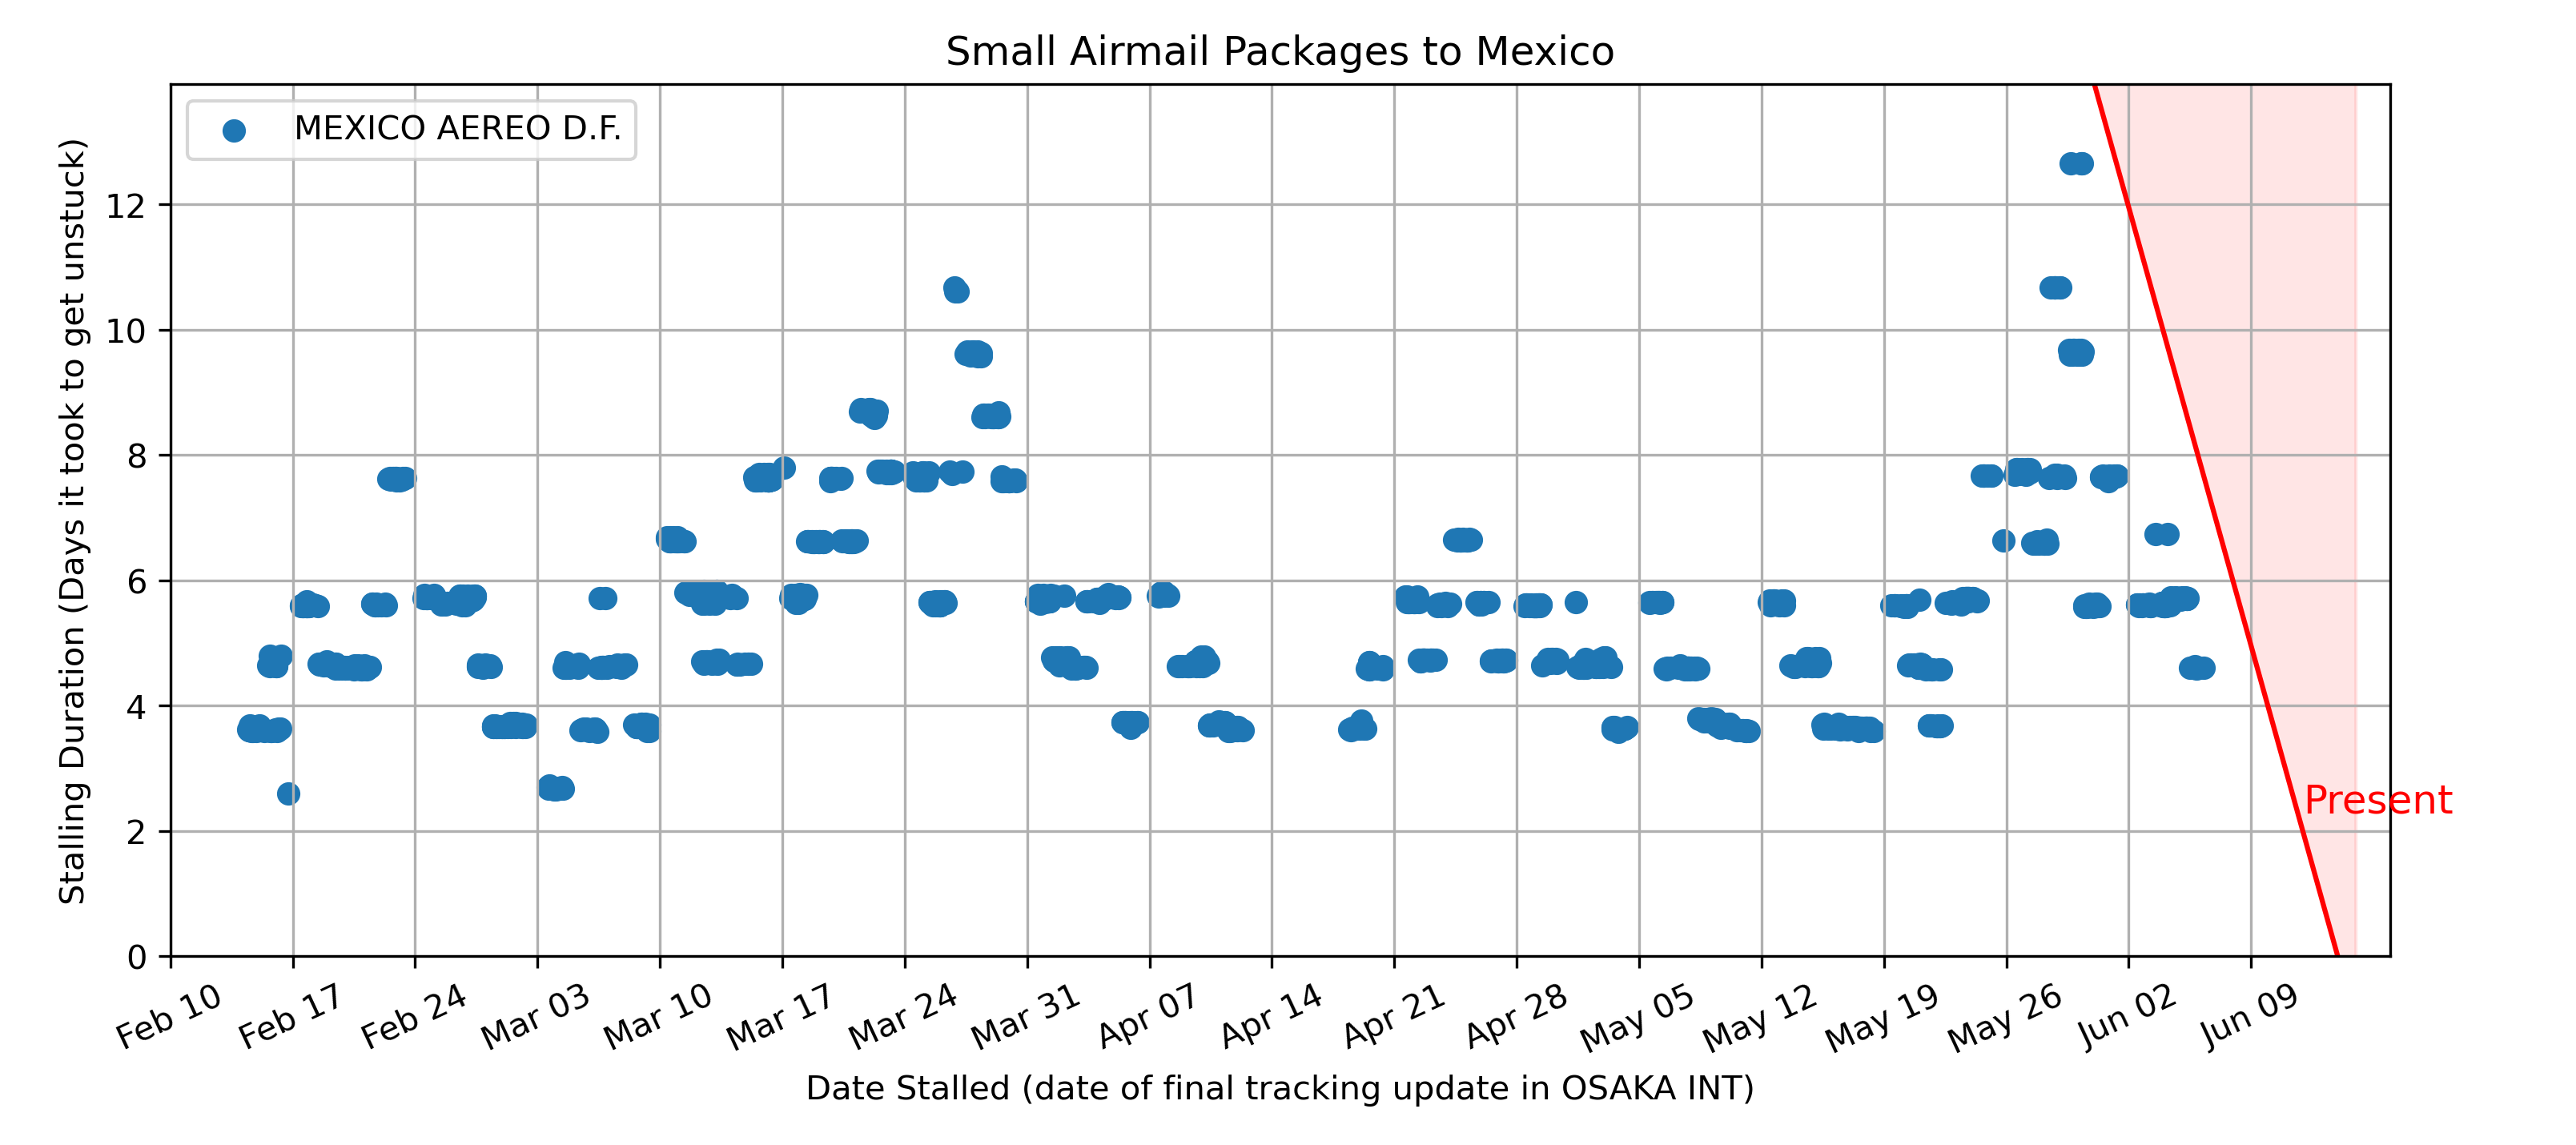 Small Airmail Packages to Mexico
MEXICO AEREO D.F.
Stalling Duration (Days it took to get unstuck)
12
10
8
6
4
2
0
Present
Feb 10 Feb 17 Feb 24 Mar 03 Mar 10 Mar 17 Mar 24 Mar 31 Apr 07 Apr 14 Apr 21 Apr 28 May 05 May 12 May 19 May 26 Jun 02 Jun 09
Date Stalled (date of final tracking update in OSAKA INT)